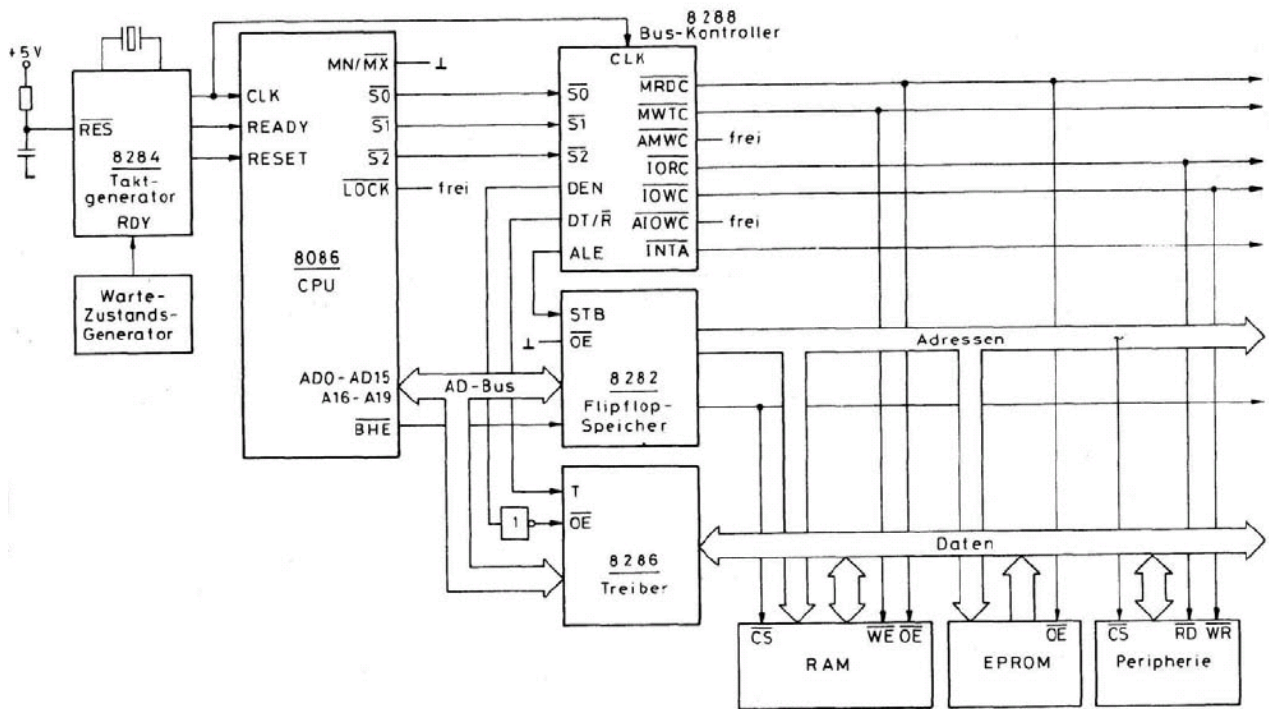 +5V
RES
8284
Takt-
generator
RDY
Warte-
Zustands-
Generator
CLK
READY
RESET
MN/MX
S0
S1
S2
LOCK
frei
8086
CPU
AD0-AD15
A16-A19
BHE
AD-Bus
8288
Bus-Kontroller
CLK
S0
S1
S2
DEN
DT/R
ALE
MRDC
MWTC
AMWC
frei
IORC
IOWC
AIOWC
frei
INTA
STB
OE
8282
Flipflop-
Speicher
Adressen
T
1
OE
8286
Treiber
Daten
CS
WE
OE
RAM
OE
EPROM
CS
RD
WR
Peripherie